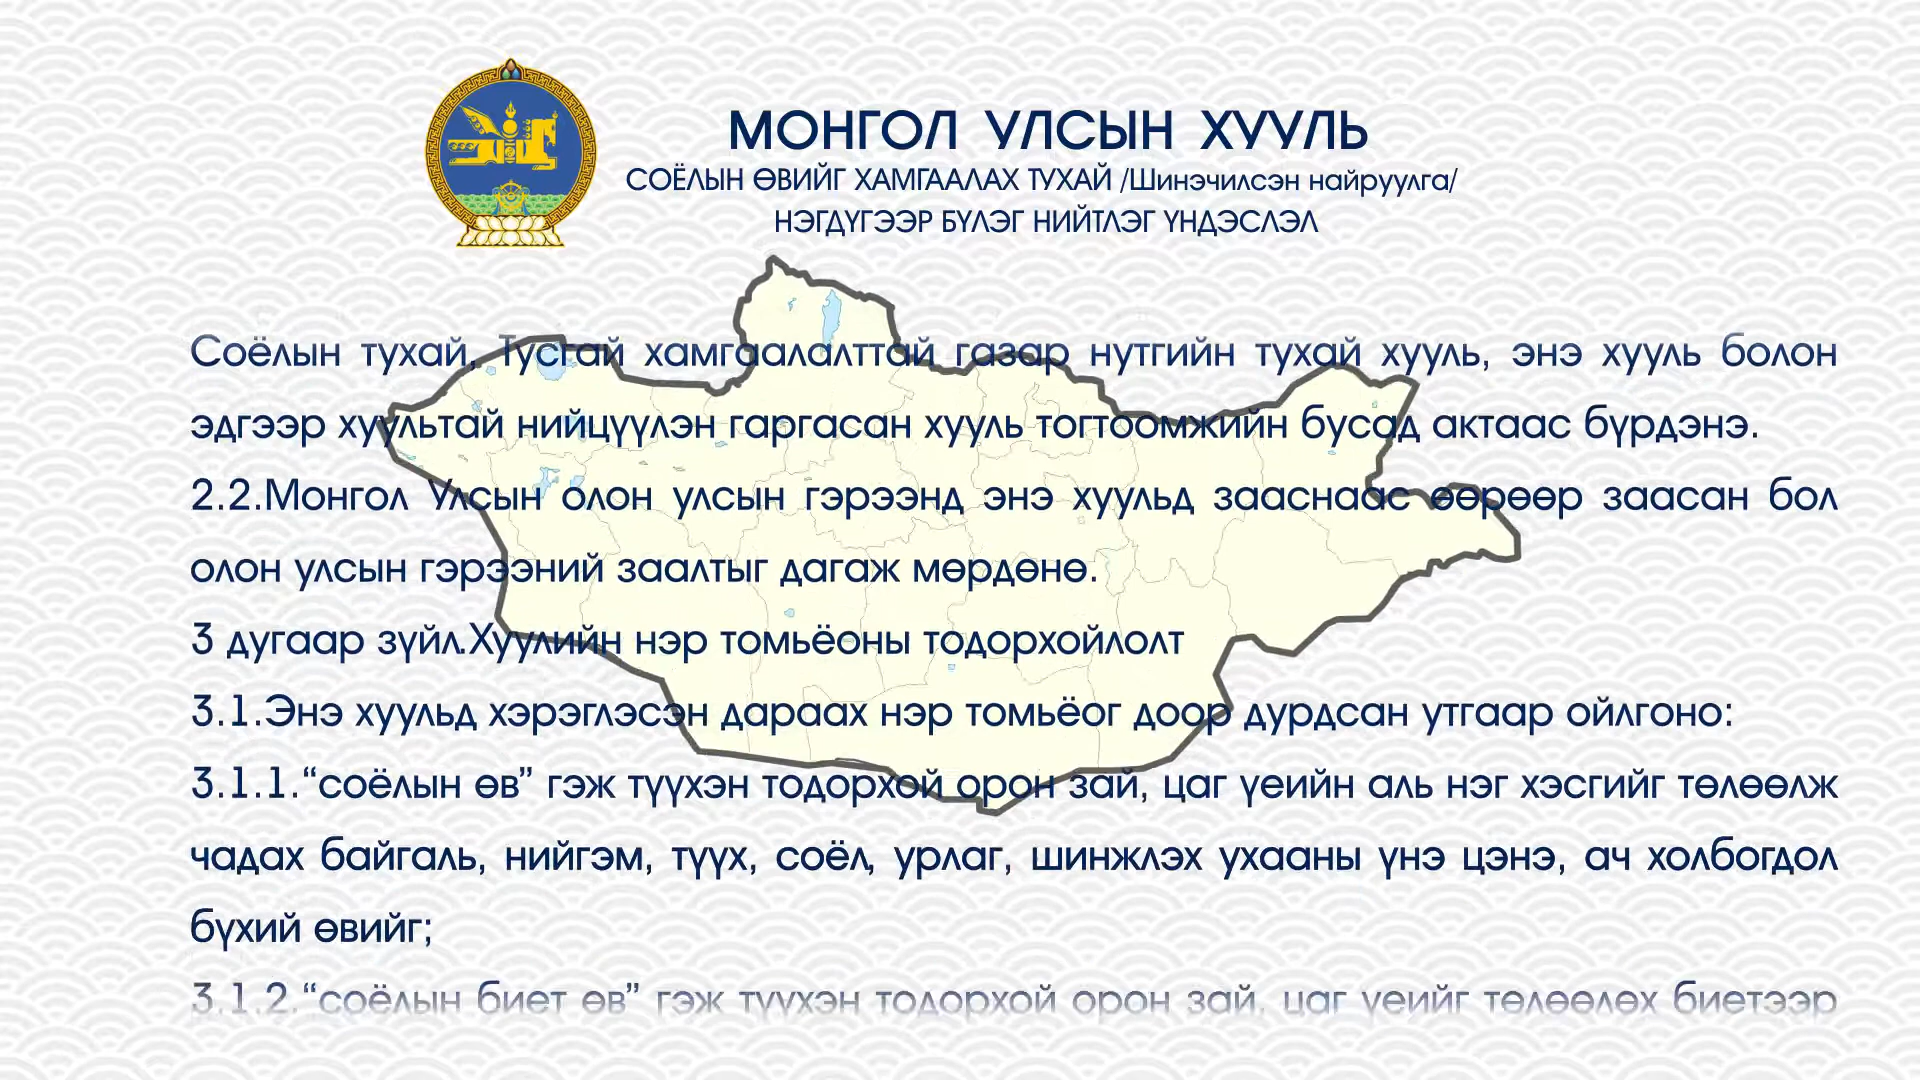 МОНГОЛ УЛСЫН ХУУЛЬ
СОЁЛЫН ӨВИЙГ ХАМГААЛАХ ТУХАЙ /Шинэчилсэн найруулга/
НЭГДҮГЭЭР БҮЛЭГ НИЙТЛЭГ ҮНДЭСЛЭЛ
Соёлын тухай, Тусгай хамгаалалттай газар нутгийн тухай хууль, энэ хууль болон
эдгээр хуультай нийцүүлэн гаргасан хууль тогтоомжийн бусад актаас бүрдэнэ.
2.2.Монгол Улсын олон улсын гэрээнд энэ хуульд зааснаас өөрөөр заасан бол
олон улсын гэрээний заалтыг дагаж мөрдөнө.
3 дугаар зүйл.Хуулийн нэр томьёоны тодорхойлолт
3.1.Энэ хуульд хэрэглэсэн дараах нэр томьёог доор дурдсан утгаар ойлгоно:
3.1.1.“соёлын өв” гэж түүхэн тодорхой орон зай, цаг үеийн аль нэг хэсгийг төлөөлж
чадах байгаль, нийгэм, түүх, соёл, урлаг, шинжлэх ухааны үнэ цэнэ, ач холбогдол
бүхий өвийг;
3.1.2.“соёлын биет өв” гэж түүхэн тодорхой орон зай, цаг үеийг төлөөлөх биетээр